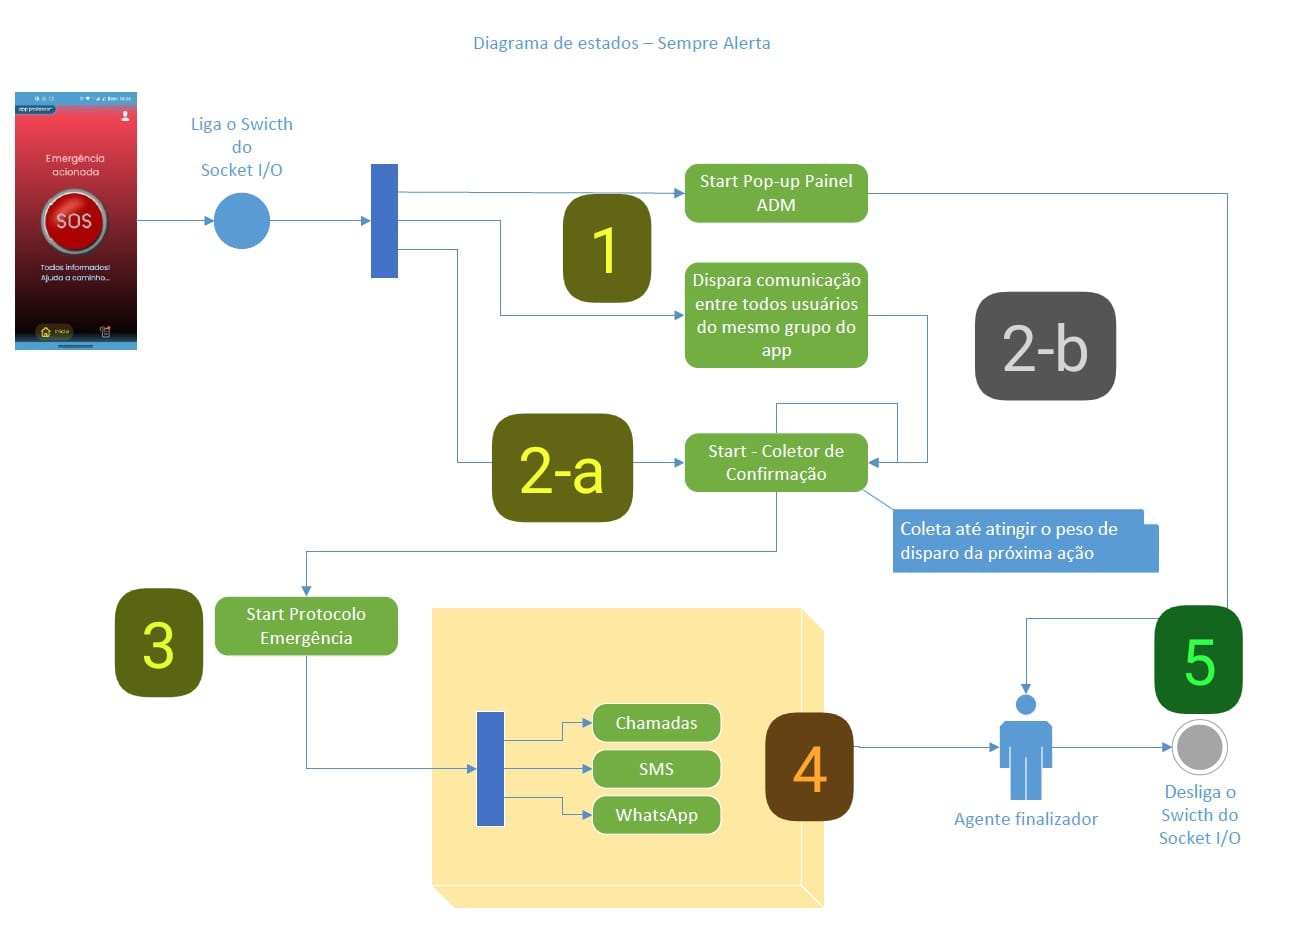 Diagrama de estados – Sempre Alerta
app professor
Emergência
acionada
SOS
Todos informados!
Ajuda a caminho...
Início
Liga o Swicth
do
Socket I/O
Start Pop-up Painel
ADM
1
Dispara comunicação
entre todos usuários
do mesmo grupo do
app
2-b
2-a
Start - Coletor de
Confirmação
Coleta até atingir o peso de
disparo da próxima ação
3
Start Protocolo
Emergência
Chamadas
SMS
WhatsApp
4
5
Agente finalizador
Desliga o
Swicth do
Socket I/O